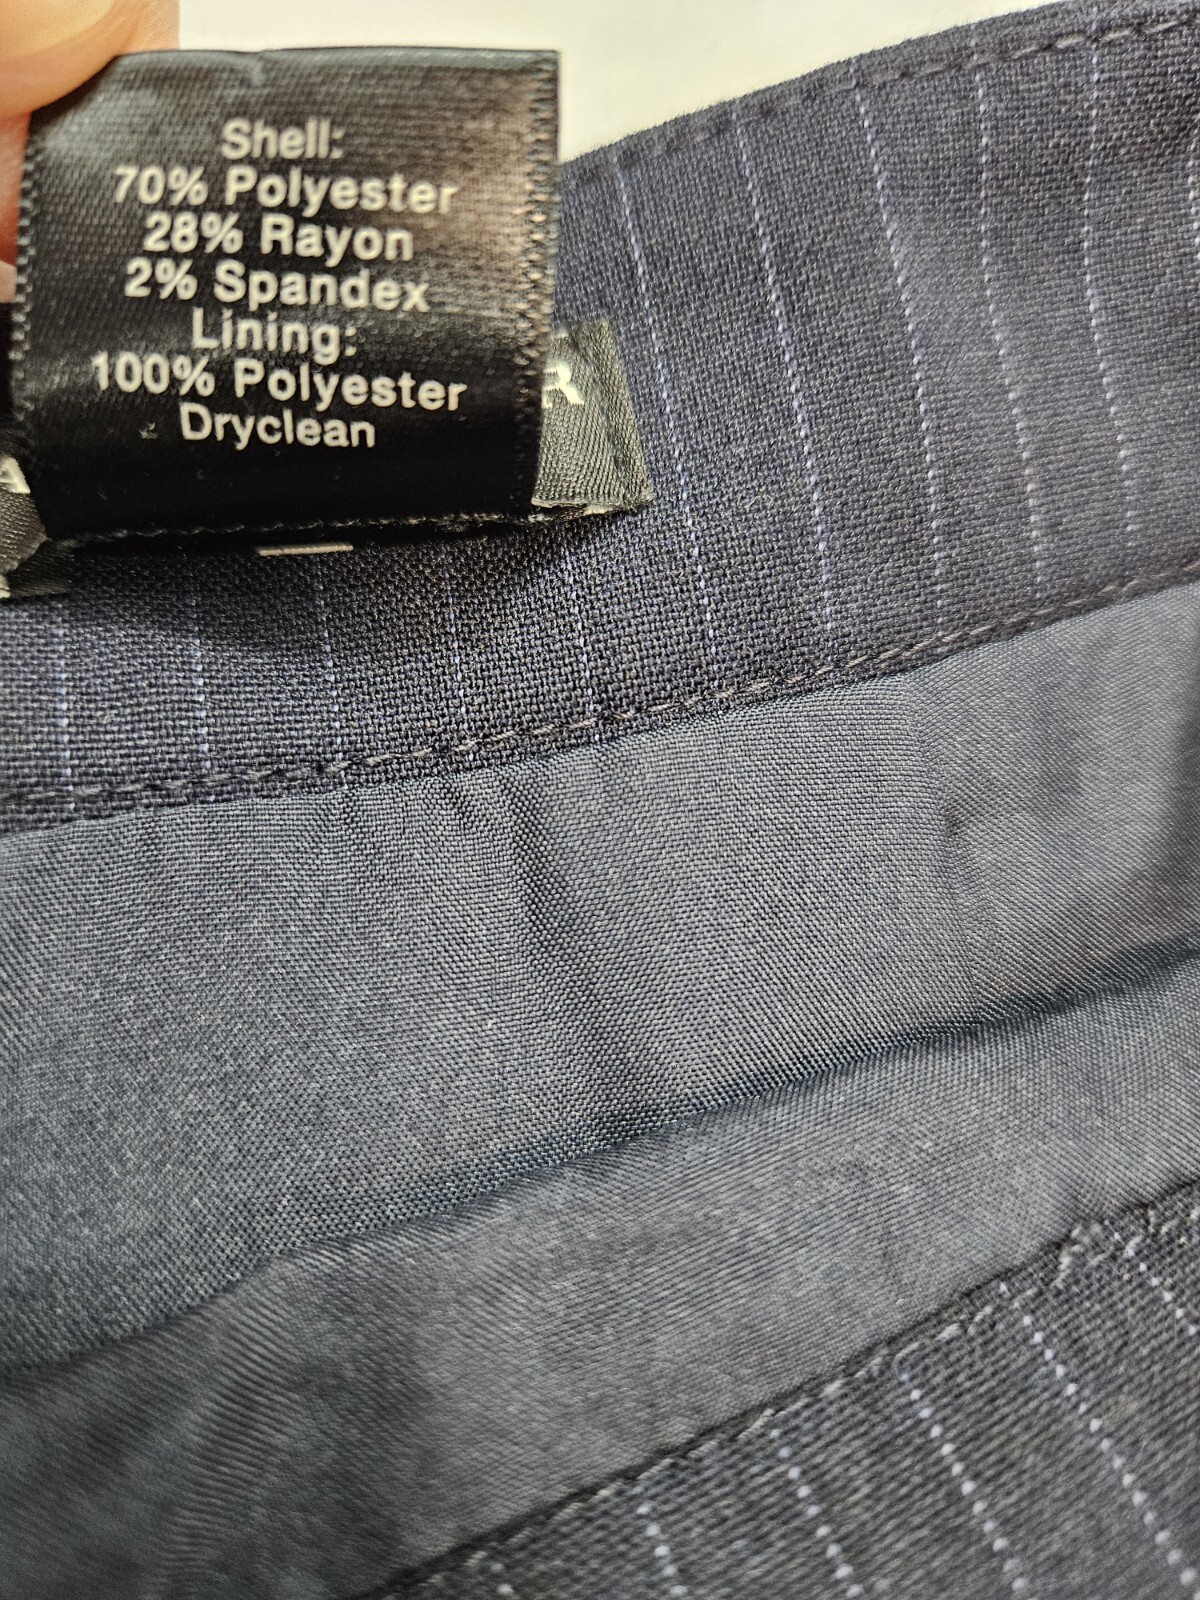 Shell:
70% Polyester
28% Rayon
2% Spandex
Lining:
100% Polyester
Dryclean
R
A